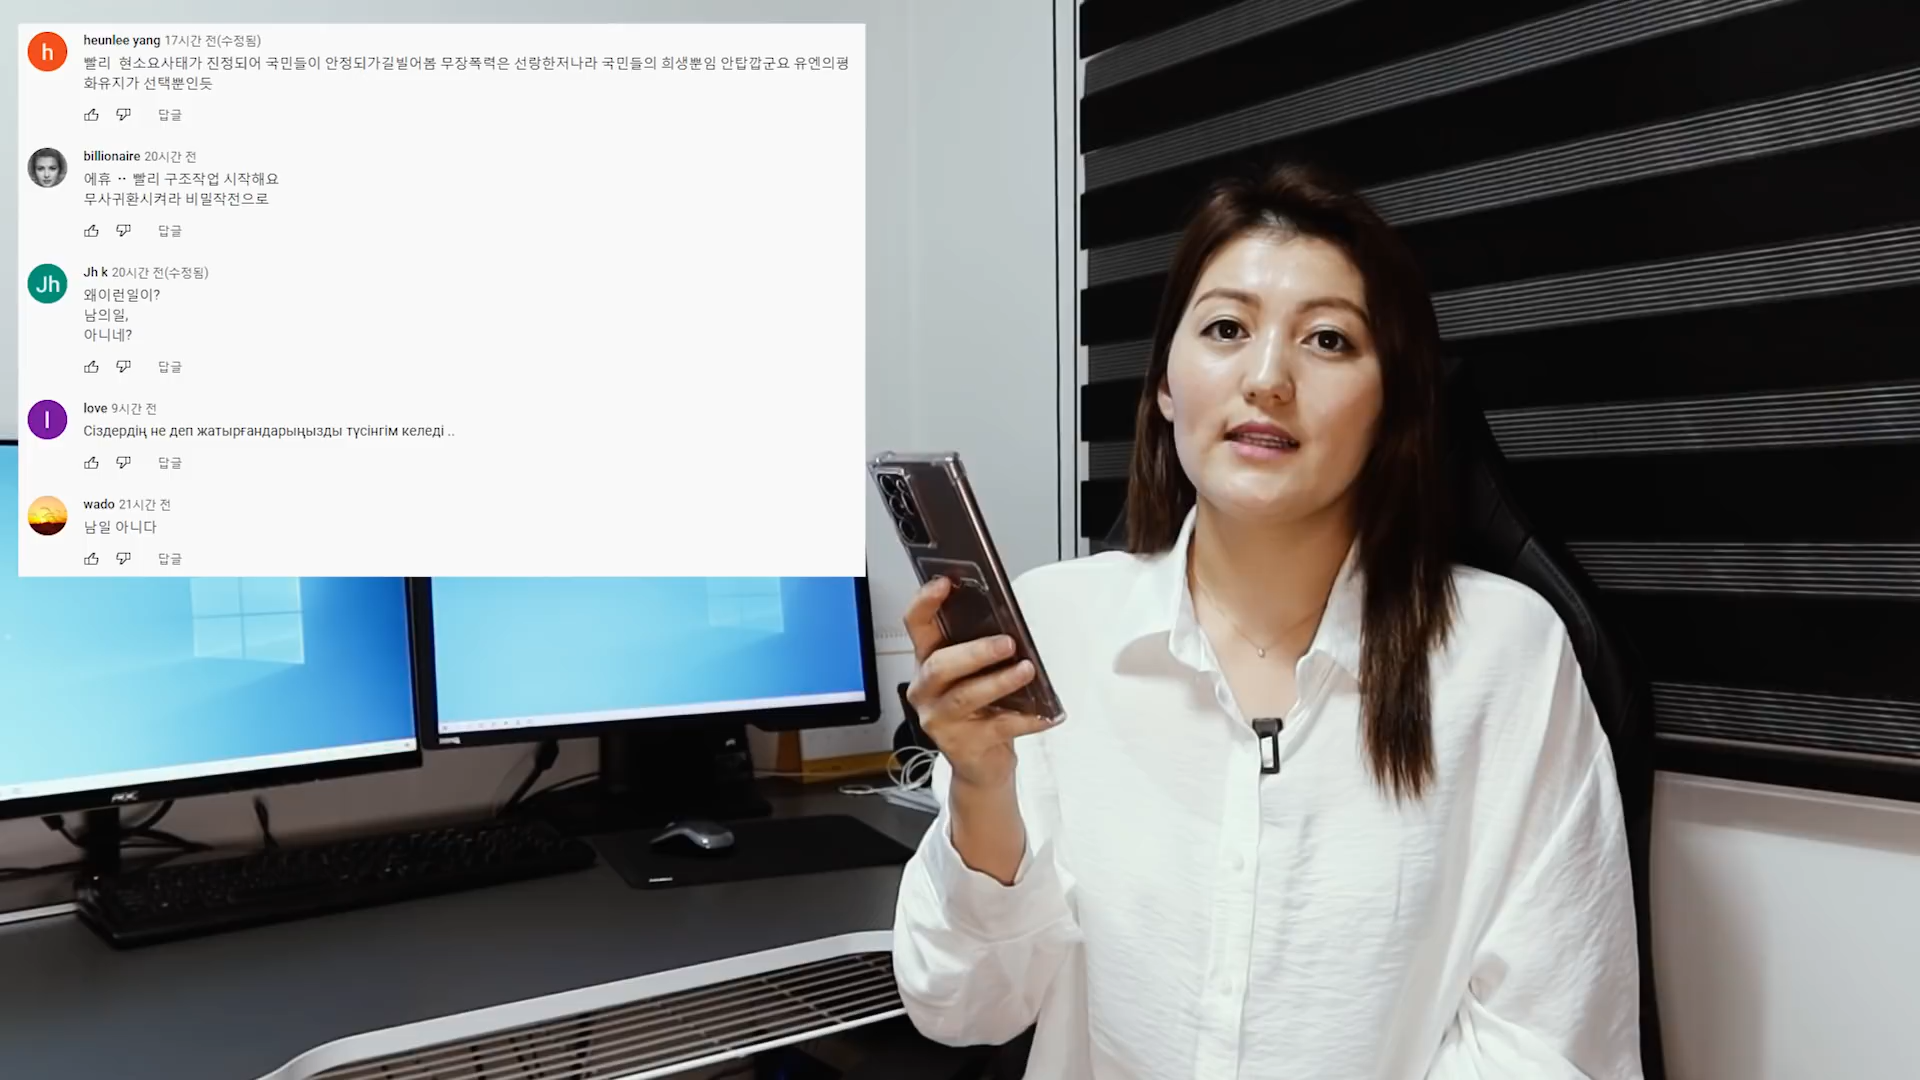 h
heunlee yang 17시간 전(수정됨)
빨리 현소요사태가 진정되어 국민들이 안정되가길빌어봄 무장폭력은 선량한저나라 국민들의 희생뿐임 안탑깝군요 유엔의평
화유지가 선택뿐인듯
답글
billionaire 20시간 전
에휴 ·· 빨리 구조작업 시작해요
무사귀환시켜라 비밀작전으로
답글
Jh
Jh k 20시간 전(수정됨)
왜이런일이?
남의일,
아니네?
답글
l
love 9시간 전
Сіздердің не деп жатырғандарыңызды түсінгім келеді ..
답글
wado 21시간 전
남일 아니다
답글
AOC